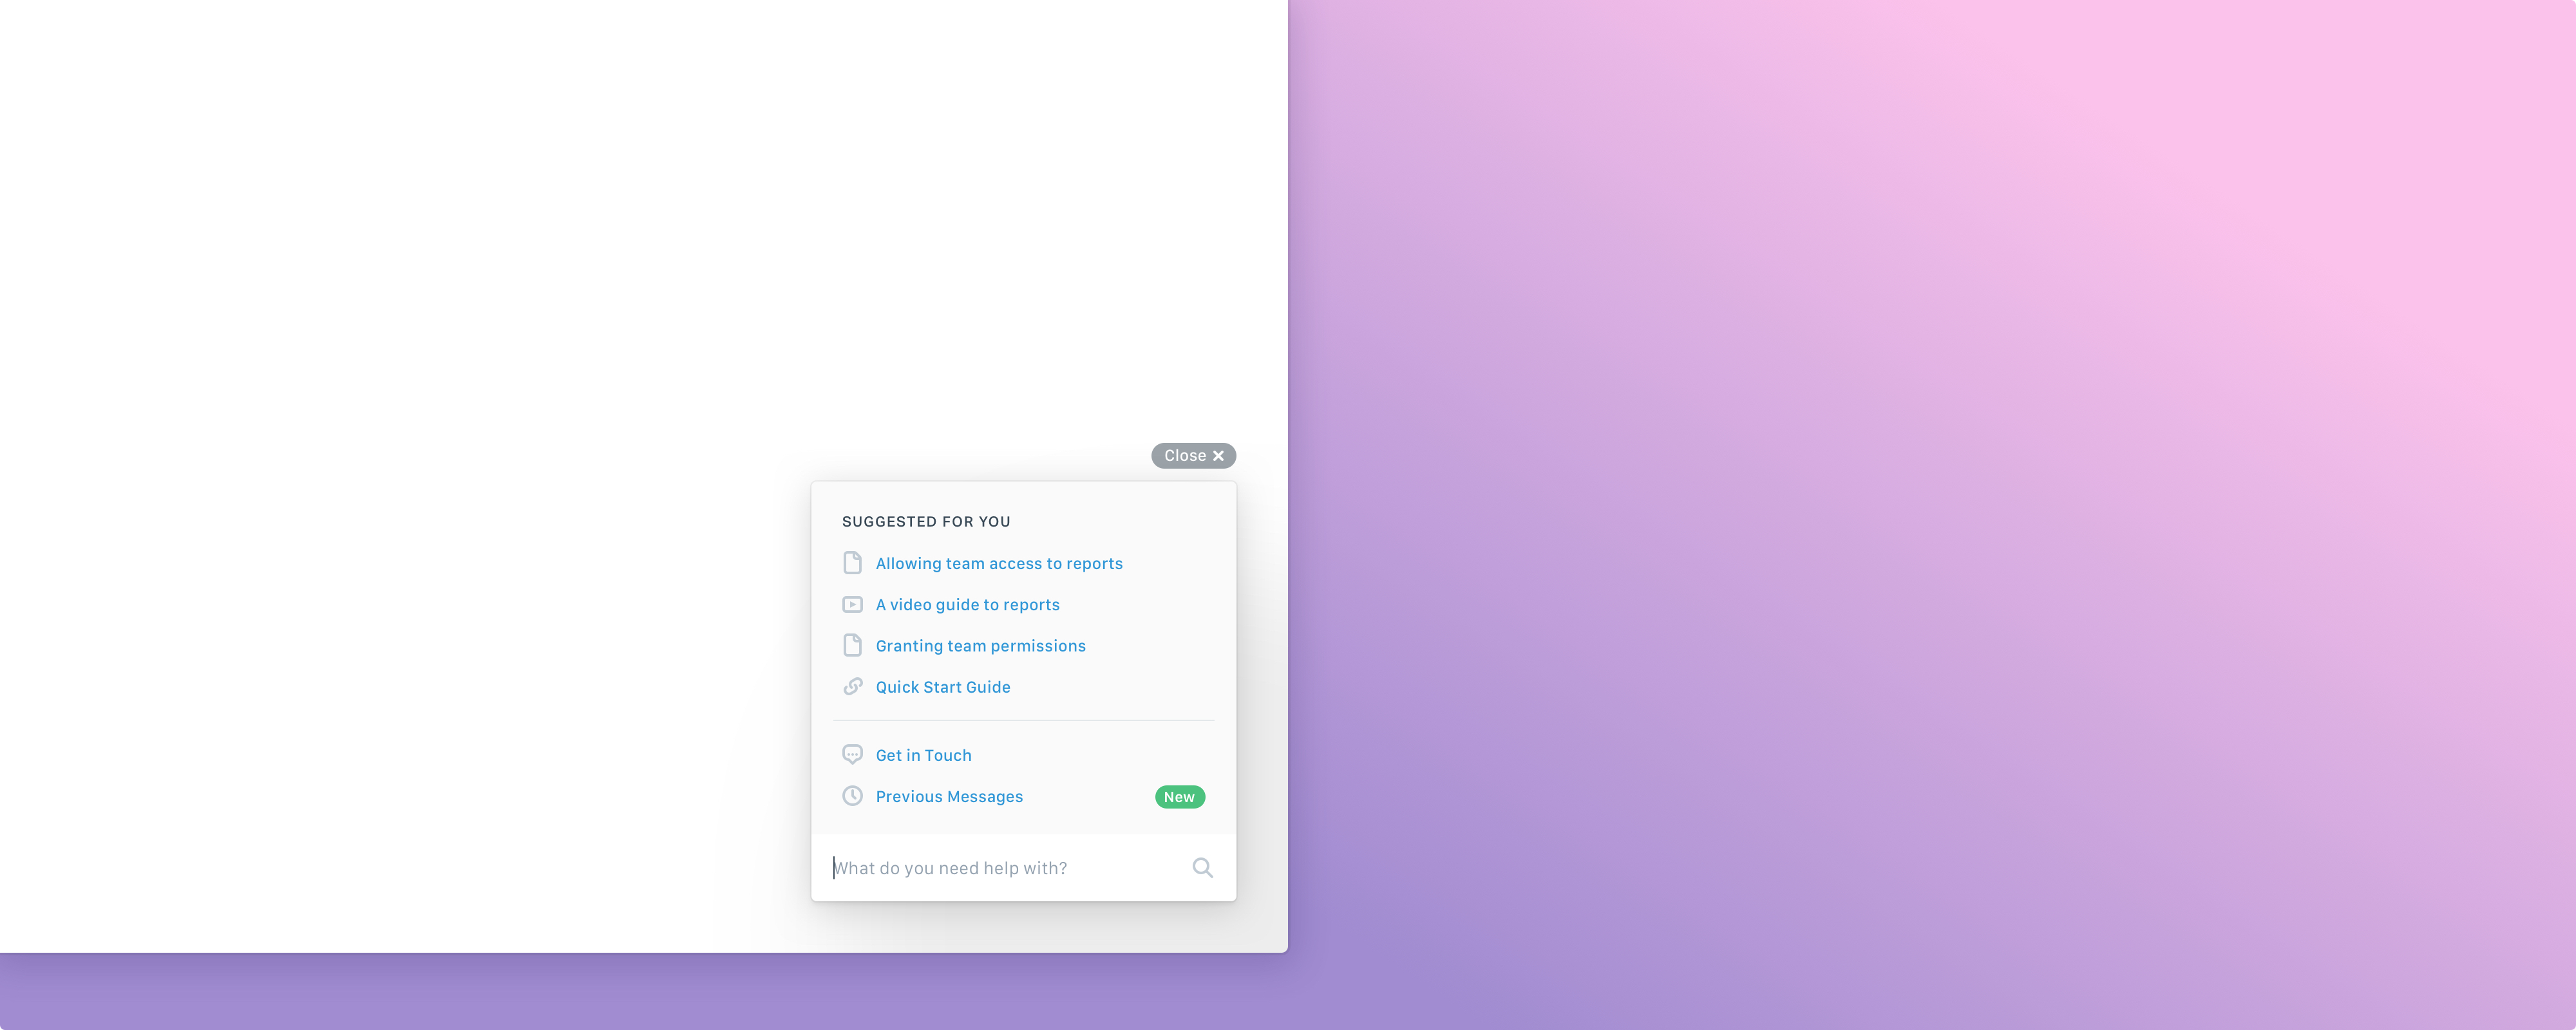 Close
SUGGESTED FOR YOU
Allowing team access to reports
A video guide to reports
Granting team permissions
Quick Start Guide
Get in Touch
Previous Messages New
What do you need help with?